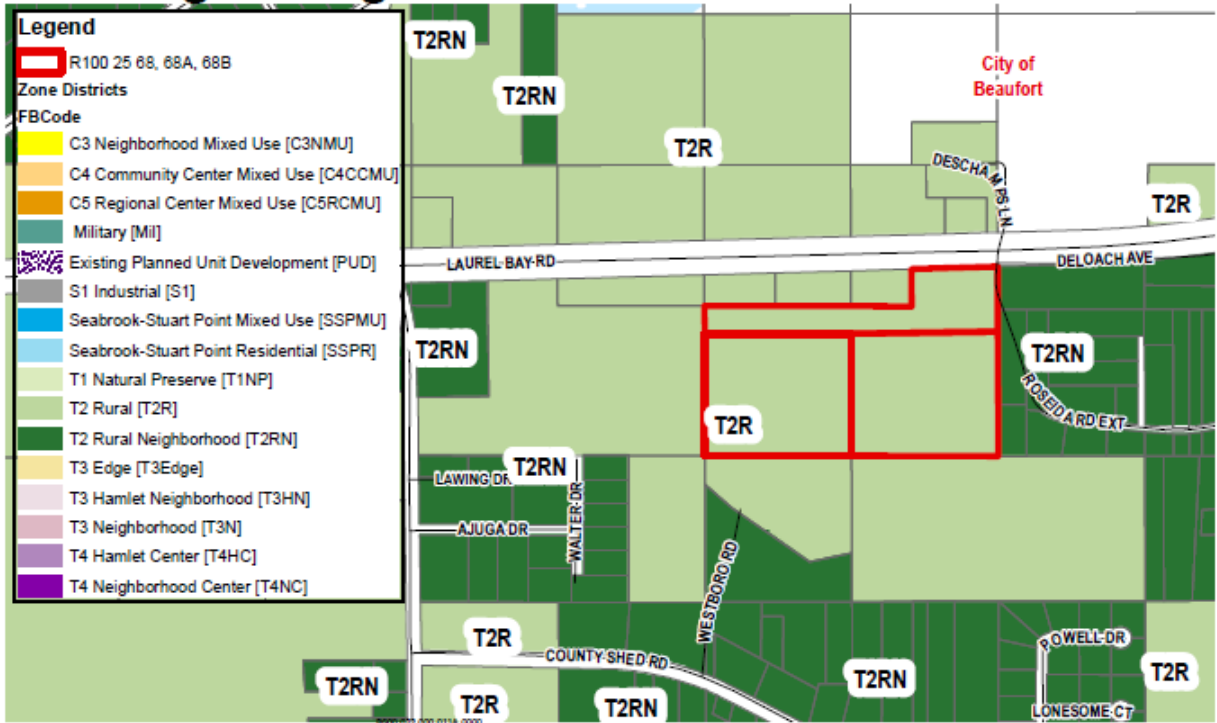 Legend
R100 25 68, 68A, 68B
Zone Districts
FBCode
C3 Neighborhood Mixed Use [C3NMU]
C4 Community Center Mixed Use [C4CCMU]
C5 Regional Center Mixed Use [C5RCMU]
Military [Mil]
Existing Planned Unit Development [PUD]
S1 Industrial [S1]
Seabrook-Stuart Point Mixed Use [SSPMU]
Seabrook-Stuart Point Residential [SSPR]
T1 Natural Preserve [T1NP]
T2 Rural [T2R]
T2 Rural Neighborhood [T2RN]
T3 Edge [T3Edge]
T3 Hamlet Neighborhood [T3HN]
T3 Neighborhood [T3N]
T4 Hamlet Center [T4HC]
T4 Neighborhood Center [T4NC]
T2RN
City of
Beaufort
T2RN
T2R
DESCHAMPS LN
T2R
LAUREL BAY RD
DELOACH AVE
T2RN
T2RN
ROSEIDA RD EXT
T2R
T2RN
LAWING DR
WALTER DR
AJUGA DR
WESTBORO RD
T2R
POWELL DR
COUNTY SHED RD
T2R
T2RN
T2RN
T2R
T2RN
LONESOME CT